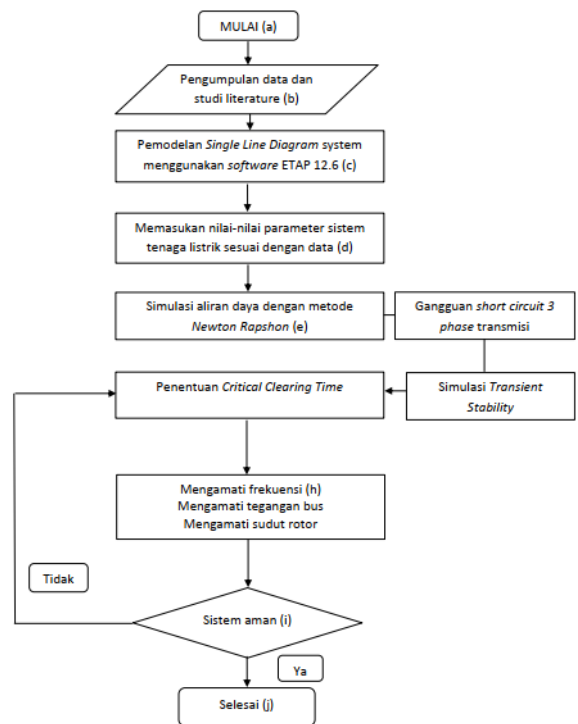 MULAI (a)
Pengumpulan data dan
studi literature (b)
Pemodelan Single Line Diagram system
menggunakan software ETAP 12.6 (c)
Memasukan nilai-nilai parameter sistem
tenaga listrik sesuai dengan data (d)
Simulasi aliran daya dengan metode
Newton Rapshon (e)
Gangguan short circuit 3
phase transmisi
Simulasi Transient
Stability
Penentuan Critical Clearing Time
Mengamati frekuensi (h)
Mengamati tegangan bus
Mengamati sudut rotor
Tidak
Sistem aman (i)
Ya
Selesai (j)